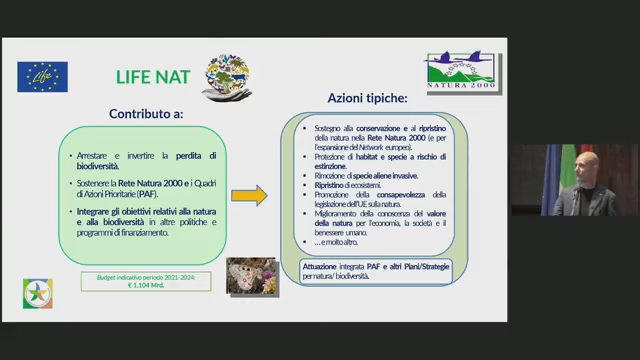 Life
LIFE NAT
NATURA 2000
Contributo a:
Azioni tipiche:
• Arrestare e invertire la perdita di
biodiversità.
• Sostenere la Rete Natura 2000 e i Quadri
di Azioni Prioritarie (PAF).
• Integrare gli obiettivi relativi alla natura
e alla biodiversità in altre politiche e
programmi di finanziamento.
Budget indicativo periodo 2021-2024:
€ 1.104 Mrd.
▪ Sostegno alla conservazione e al ripristino
della natura nella Rete Natura 2000 (e per
l'espansione del Network europeo).
▪ Protezione di habitat e specie a rischio di
estinzione.
▪ Rimozione di specie aliene invasive.
▪ Ripristino di ecosistemi.
▪ Promozione della consapevolezza della
legislazione dell'UE sulla natura.
▪ Miglioramento della conoscenza del valore
della natura per l'economia, la società e il
benessere umano.
▪ … e molto altro.
Attuazione integrata PAF e altri Piani/Strategie
per natura/ biodiversità.